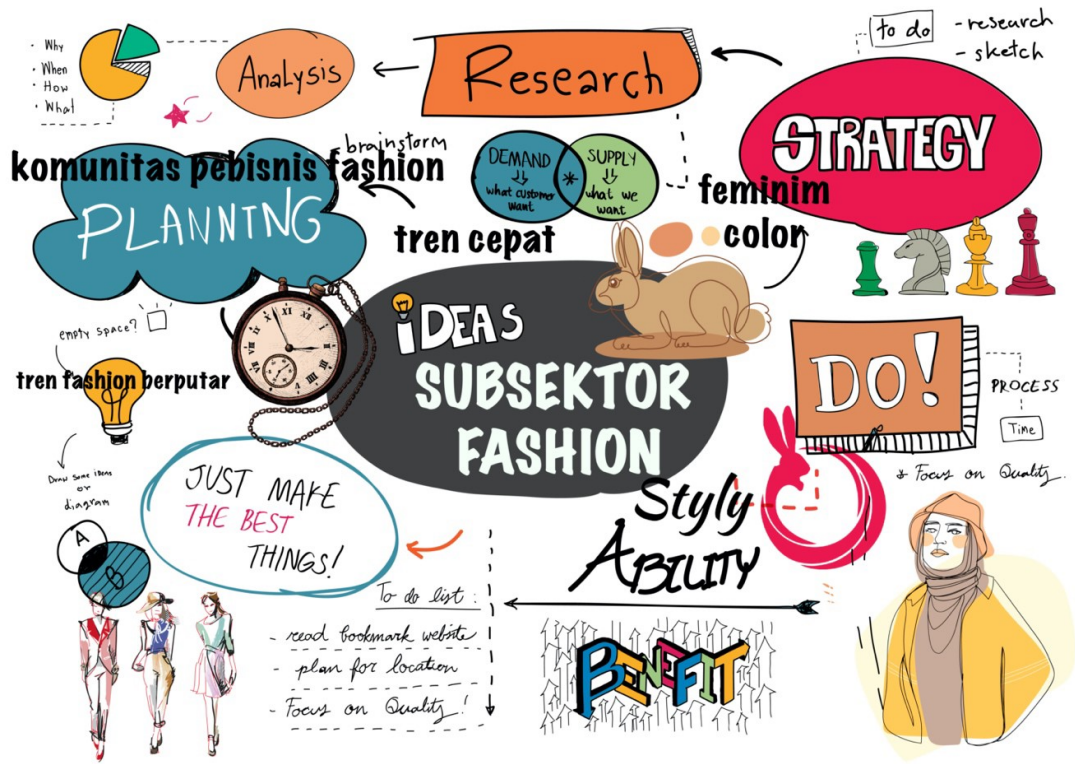 · Why
· When
· How
· What
Analysis
Research
to do
- research
- sketch
STRATEGY
brainstorm
komunitas pebisnis fashion
PLANNING
DEMAND
what customer
want
*
SUPPLY
what we
want
feminim
color
tren cepat
empty space?
tren fashion berputar
iDEAS
SUBSEKTOR
FASHION
DO!
PROCESS
Time
* Focus on Quality.
Draw some ideas
or
diagram
A
B
JUST MAKE
THE BEST
THINGS!
Styly
ABILITY
To do list :
- read bookmark website
- plan for location
- Focus on Quality!
BENEFIT